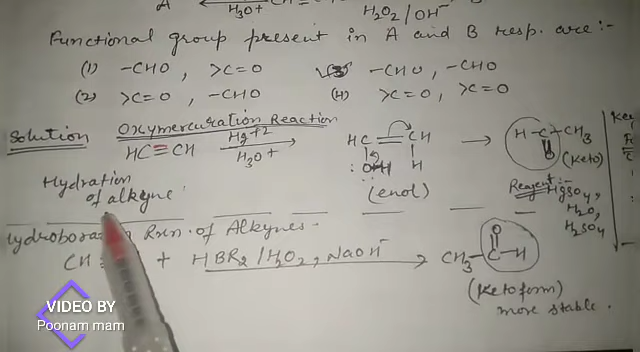 A ← H3O+ CH
H2O2/OH⁻
Functional group present in A and B resp. are :-
(1) -CHO, >C=O (3) -CHO, -CHO
(2) >C=O, -CHO (4) >C=O, >C=O
Solution Oxymercuration Reaction
HC≡CH Hg+2 / H3O+ → HC=CH → H-C-CH3
:OH H O
(enol) (Keto)
Hydration of alkyne
Reagent:- HgSO4, H2O, H2SO4
Hydroboration Rxn. of Alkynes-
CH + HBR2/H2O2, NaOH → CH3-C-H
O
(Ketoform) more stable.
VIDEO BY
Poonam mam